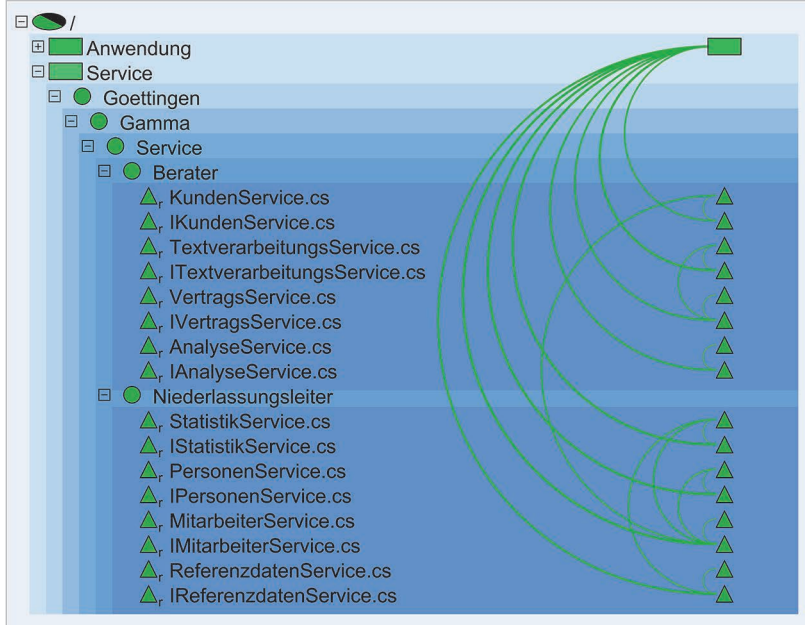 /
Anwendung
Service
Goettingen
Gamma
Service
Berater
r KundenService.cs
r IKundenService.cs
r TextverarbeitungsService.cs
r ITextverarbeitungsService.cs
r VertragsService.cs
r IVertragsService.cs
r AnalyseService.cs
r IAnalyseService.cs
Niederlassungsleiter
r StatistikService.cs
r IStatistikService.cs
r PersonenService.cs
r IPersonenService.cs
r MitarbeiterService.cs
r IMitarbeiterService.cs
r ReferenzdatenService.cs
r IReferenzdatenService.cs